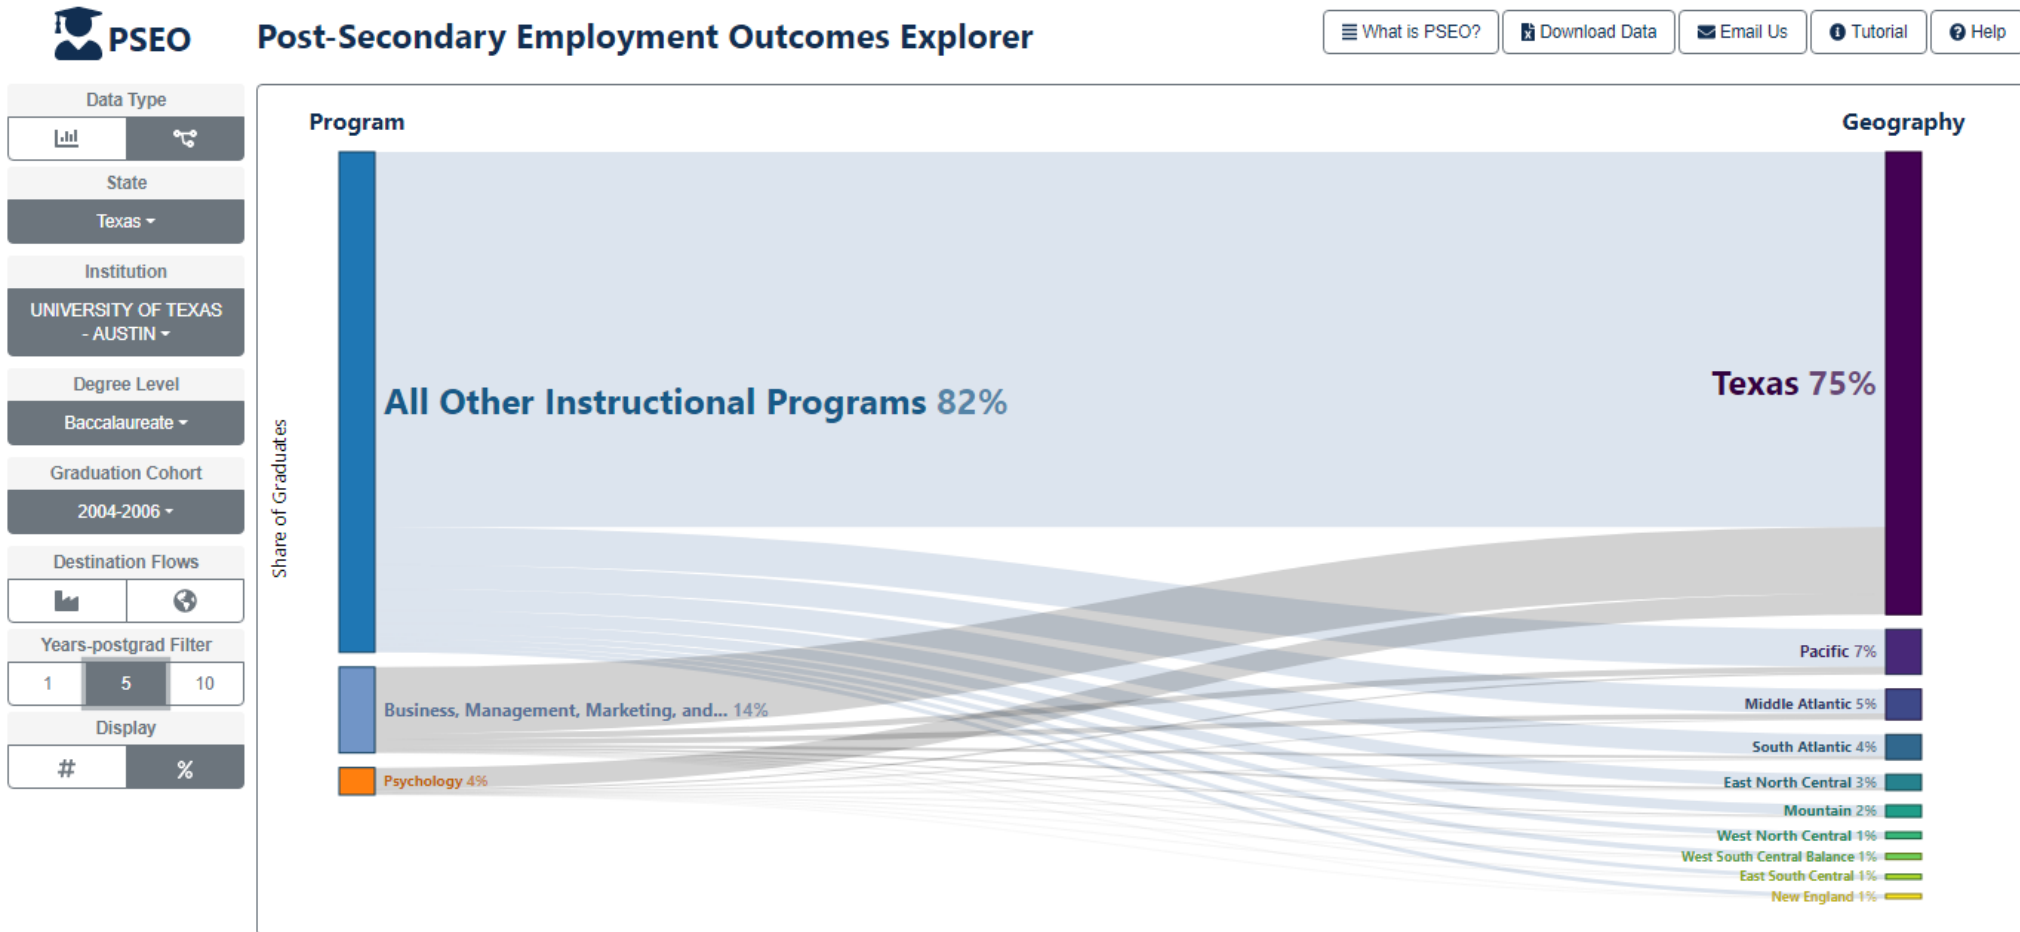 PSEO
Post-Secondary Employment Outcomes Explorer
What is PSEO?
Download Data
Email Us
Tutorial
Help
Data Type
State
Texas
Institution
UNIVERSITY OF TEXAS
- AUSTIN
Degree Level
Baccalaureate
Graduation Cohort
2004-2006
Destination Flows
Years-postgrad Filter
1 5 10
Display
# %
Program
Geography
Share of Graduates
All Other Instructional Programs 82%
Business, Management, Marketing, and... 14%
Psychology 4%
Texas 75%
Pacific 7%
Middle Atlantic 5%
South Atlantic 4%
East North Central 3%
Mountain 2%
West North Central 1%
West South Central Balance 1%
East South Central 1%
New England 1%